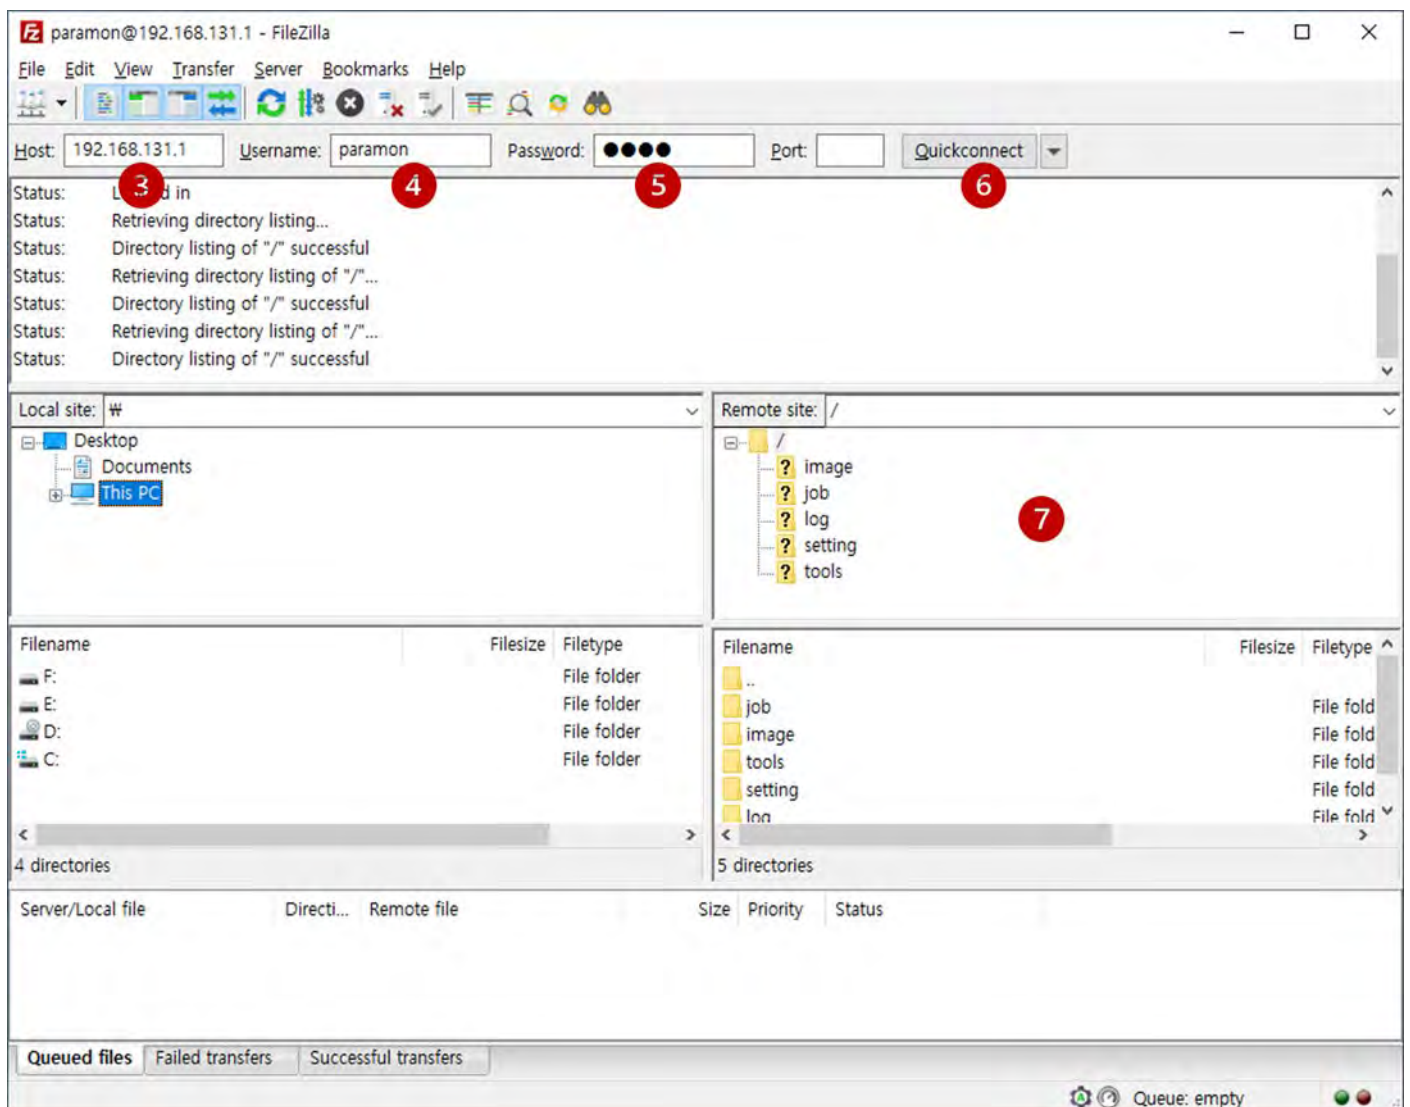 paramon@192.168.131.1 - FileZilla
File Edit View Transfer Server Bookmarks Help
Host: 192.168.131.1 Username: paramon Password: ●●●● Port: Quickconnect
3 4 5 6
Status: in
Status: Retrieving directory listing...
Status: Directory listing of "/" successful
Status: Retrieving directory listing of "/"...
Status: Directory listing of "/" successful
Status: Retrieving directory listing of "/"...
Status: Directory listing of "/" successful
Local site: ₩
Desktop
Documents
This PC
Remote site: /
/
image
job
log
setting
tools
7
Filename Filesize Filetype
F: File folder
E: File folder
D: File folder
C: File folder
4 directories
Filename Filesize Filetype
..
job File fold
image File fold
tools File fold
setting File fold
log File fold
5 directories
Server/Local file Directi... Remote file Size Priority Status
Queued files Failed transfers Successful transfers
Queue: empty